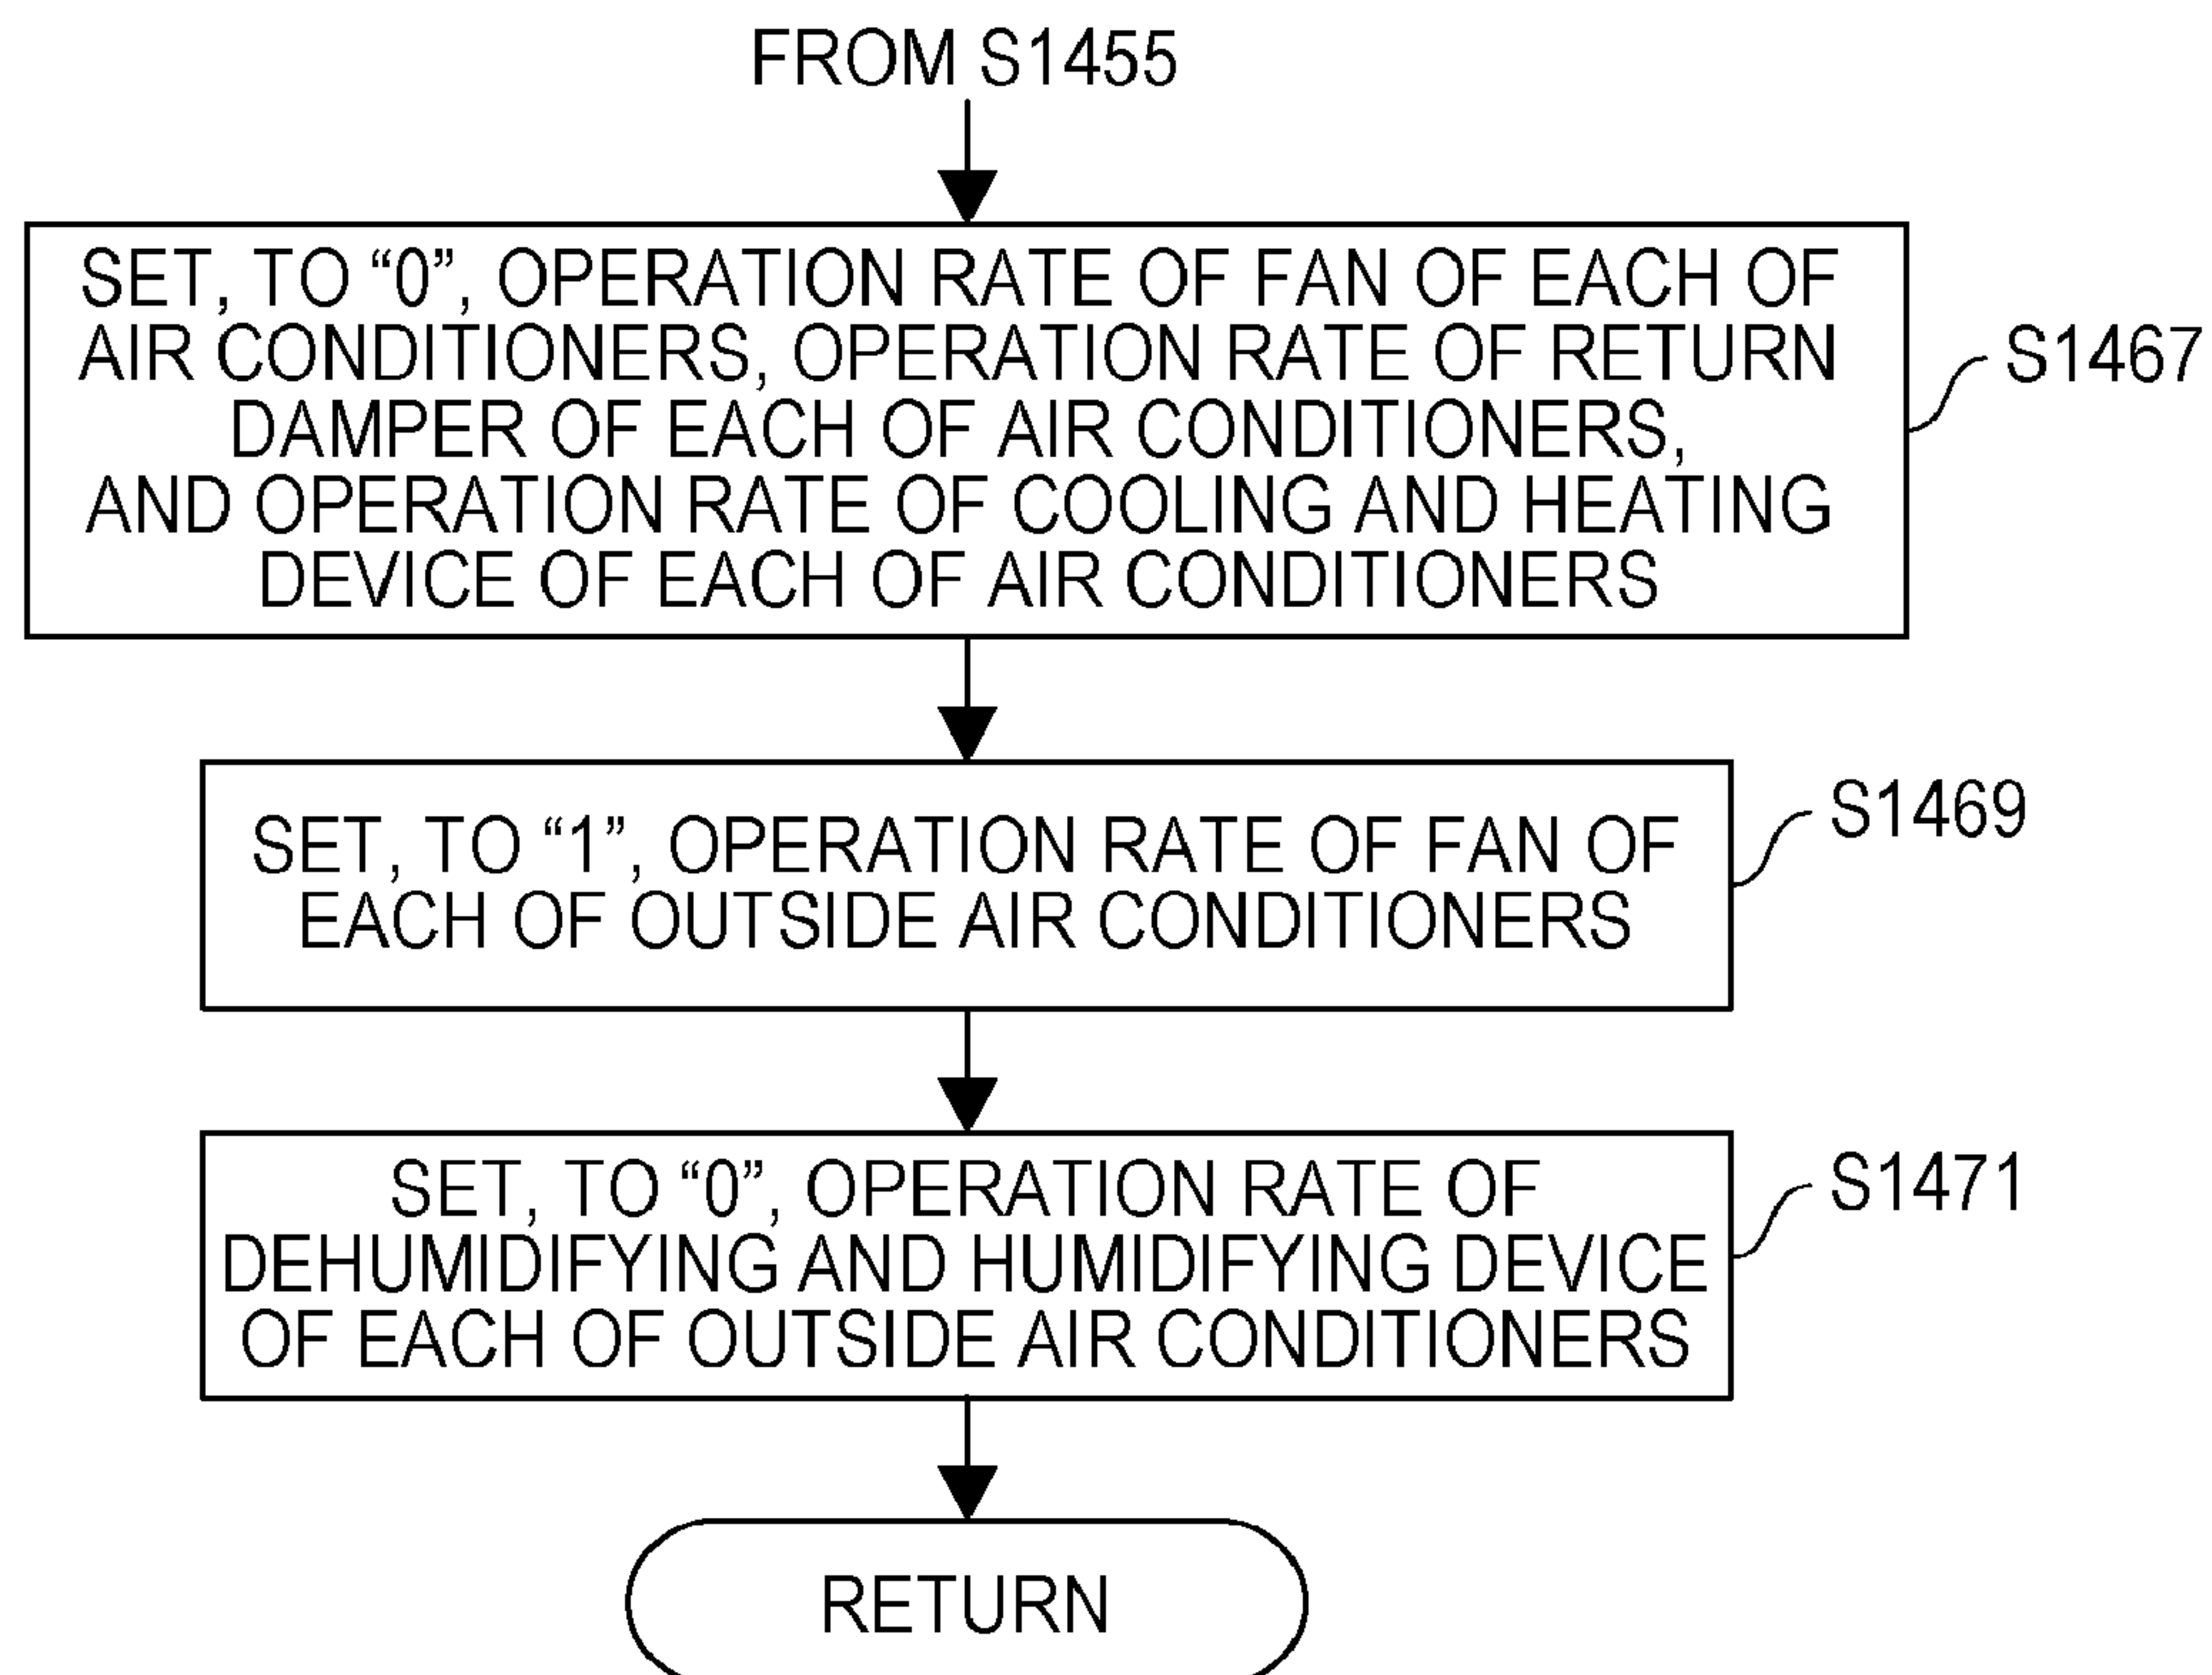 FROM S1455
SET, TO “0”, OPERATION RATE OF FAN OF EACH OF
AIR CONDITIONERS, OPERATION RATE OF RETURN
DAMPER OF EACH OF AIR CONDITIONERS,
AND OPERATION RATE OF COOLING AND HEATING
DEVICE OF EACH OF AIR CONDITIONERS
S1467
SET, TO “1”, OPERATION RATE OF FAN OF
EACH OF OUTSIDE AIR CONDITIONERS
S1469
SET, TO “0”, OPERATION RATE OF
DEHUMIDIFYING AND HUMIDIFYING DEVICE
OF EACH OF OUTSIDE AIR CONDITIONERS
S1471
RETURN